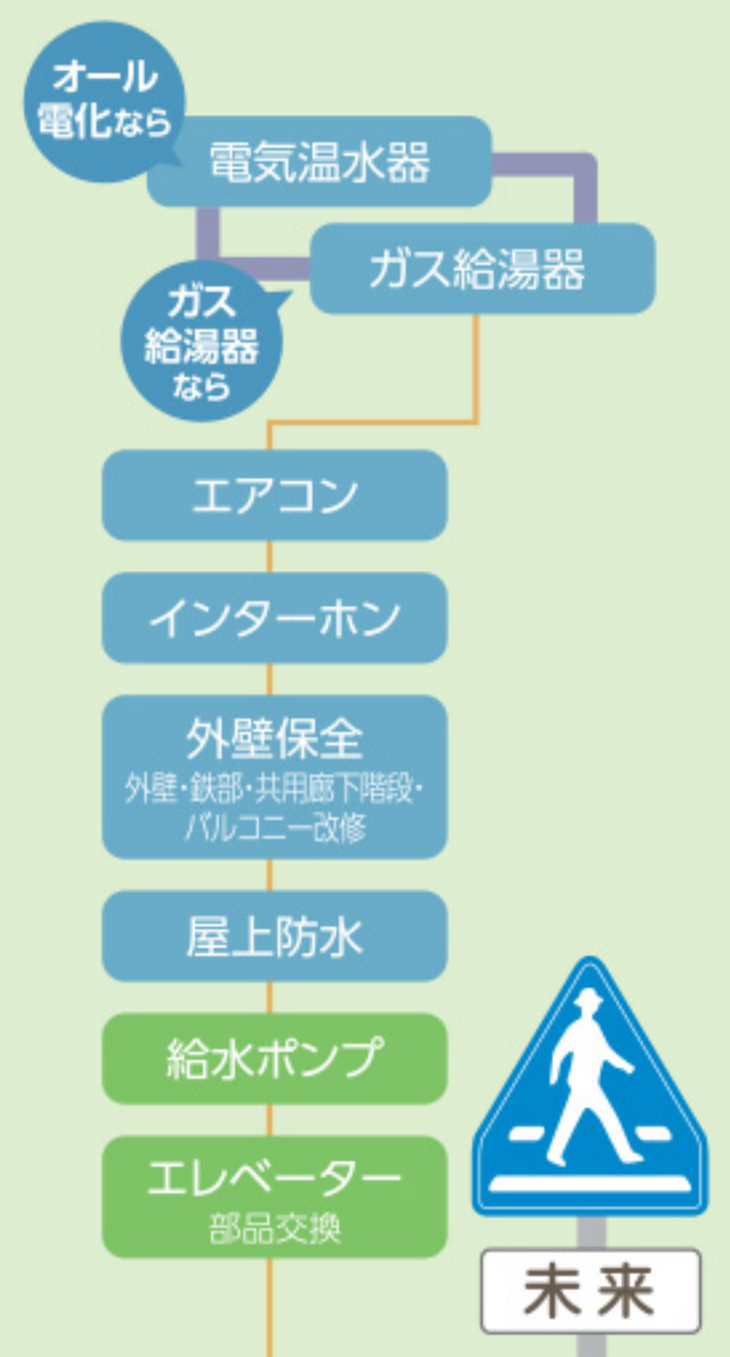 オール
電化なら
電気温水器
ガス給湯器
ガス
給湯器
なら
エアコン
インターホン
外壁保全
外壁・鉄部・共用廊下階段・
バルコニー改修
屋上防水
給水ポンプ
エレベーター
部品交換
未来